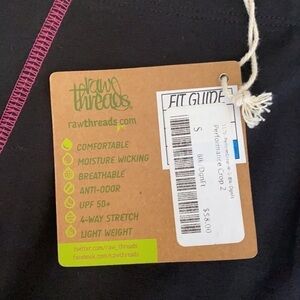 raw
threads
rawthreads.com
COMFORTABLE
MOISTURE WICKING
BREATHABLE
ANTI-ODOR
UPF 50+
4-WAY STRETCH
LIGHT WEIGHT
twitter.com/raw_threads
facebook.com/rawthreads
FIT GUIDE
Performance Crop 2
S
$58.00